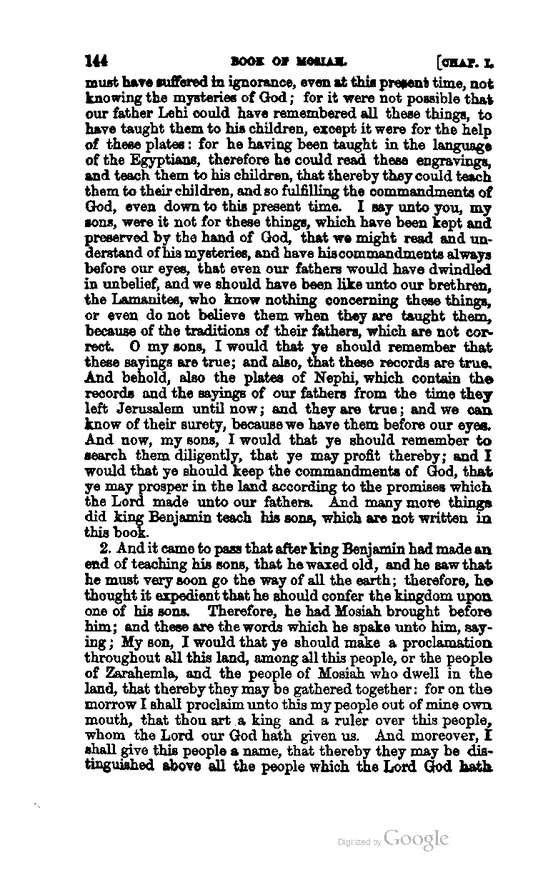 144 BOOK OF MOSIAH. [CHAP. I.
must have suffered in ignorance, even at this present time, not
knowing the mysteries of God; for it were not possible that
our father Lehi could have remembered all these things, to
have taught them to his children, except it were for the help
of these plates: for he having been taught in the language
of the Egyptians, therefore he could read these engravings,
and teach them to his children, that thereby they could teach
them to their children, and so fulfilling the commandments of
God, even down to this present time. I say unto you, my
sons, were it not for these things, which have been kept and
preserved by the hand of God, that we might read and un-
derstand of his mysteries, and have his commandments always
before our eyes, that even our fathers would have dwindled
in unbelief, and we should have been like unto our brethren,
the Lamanites, who know nothing concerning these things,
or even do not believe them when they are taught them,
because of the traditions of their fathers, which are not cor-
rect. O my sons, I would that ye should remember that
these sayings are true; and also, that these records are true.
And behold, also the plates of Nephi, which contain the
records and the sayings of our fathers from the time they
left Jerusalem until now; and they are true; and we can
know of their surety, because we have them before our eyes.
And now, my sons, I would that ye should remember to
search them diligently, that ye may profit thereby; and I
would that ye should keep the commandments of God, that
ye may prosper in the land according to the promises which
the Lord made unto our fathers. And many more things
did king Benjamin teach his sons, which are not written in
this book.
2. And it came to pass that after king Benjamin had made an
end of teaching his sons, that he waxed old, and he saw that
he must very soon go the way of all the earth; therefore, he
thought it expedient that he should confer the kingdom upon
one of his sons. Therefore, he had Mosiah brought before
him; and these are the words which he spake unto him, say-
ing; My son, I would that ye should make a proclamation
throughout all this land, among all this people, or the people
of Zarahemla, and the people of Mosiah who dwell in the
land, that thereby they may be gathered together: for on the
morrow I shall proclaim unto this my people out of mine own
mouth, that thou art a king and a ruler over this people,
whom the Lord our God hath given us. And moreover, I
shall give this people a name, that thereby they may be dis-
tinguished above all the people which the Lord God hath
Digitized by Google